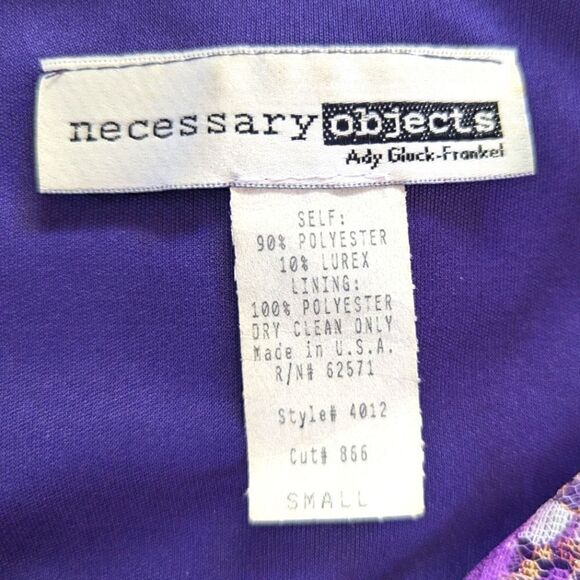 necessary objects
Ady Gluck-Frankel
SELF:
90% POLYESTER
10% LUREX
LINING:
100% POLYESTER
DRY CLEAN ONLY
Made in U.S.A.
R/N# 62571
Style# 4012
Cut# 866
SMALL